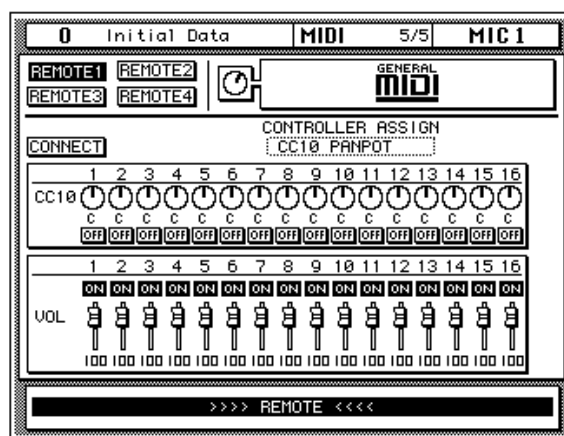 0 Initial Data MIDI 5/5 MIC 1
REMOTE1 REMOTE2
REMOTE3 REMOTE4
GENERAL
MIDI
CONTROLLER ASSIGN
CONNECT CC10 PANPOT
1 2 3 4 5 6 7 8 9 10 11 12 13 14 15 16
CC10
C C C C C C C C C C C C C C C C
OFF OFF OFF OFF OFF OFF OFF OFF OFF OFF OFF OFF OFF OFF OFF OFF
1 2 3 4 5 6 7 8 9 10 11 12 13 14 15 16
ON ON ON ON ON ON ON ON ON ON ON ON ON ON ON ON
VOL
100 100 100 100 100 100 100 100 100 100 100 100 100 100 100 100
>>>> REMOTE <<<<